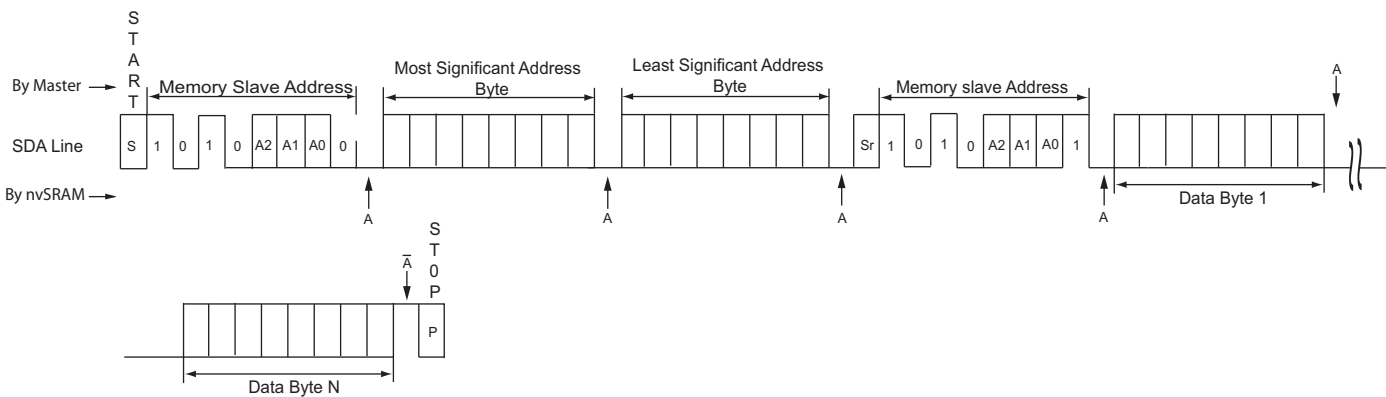 START
By Master
Memory Slave Address
Most Significant Address
Byte
Least Significant Address
Byte
Memory slave Address
A
SDA Line
S 1 0 1 0 A2 A1 A0 0
Sr 1 0 1 0 A2 A1 A0 1
By nvSRAM
A
A
A
A
Data Byte 1
A̅
ST0P
P
Data Byte N